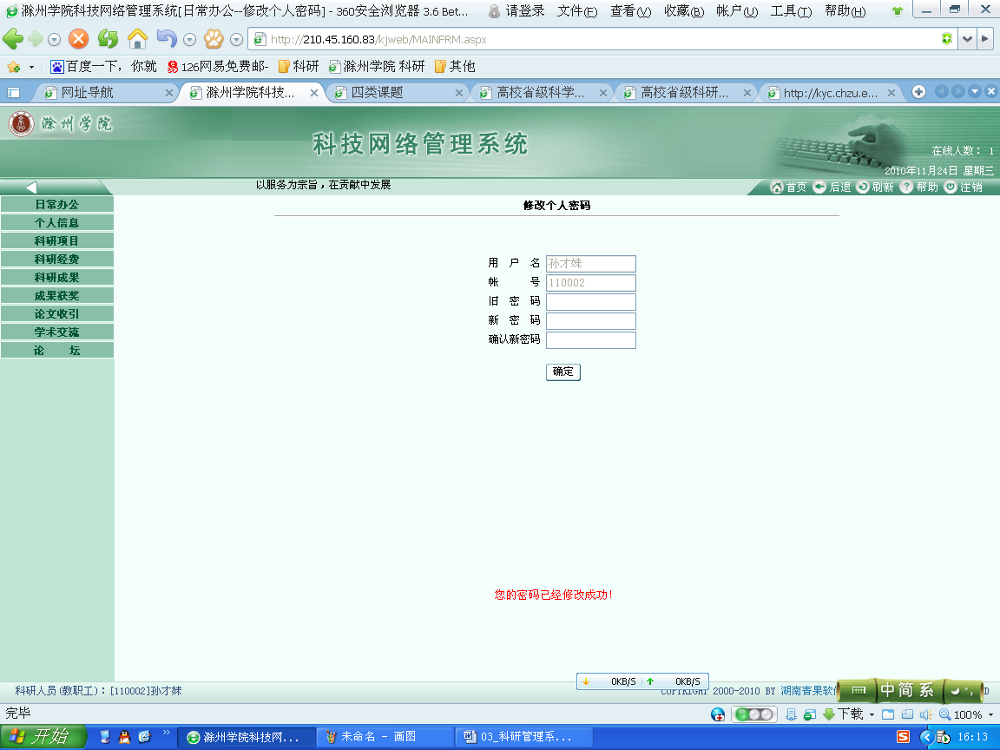 滁州学院科技网络管理系统[日常办公--修改个人密码] - 360安全浏览器 3.6 Bet... 请登录 文件(F) 查看(V) 收藏(B) 帐户(U) 工具(T) 帮助(H)
http://210.45.160.83/kjweb/MAINFRM.aspx
百度一下，你就 126网易免费邮- 科研 滁州学院 科研 其他
网址导航 滁州学院科技... 四类课题 高校省级科学... 高校省级科研... http://kyc.chzu.e...
滁州学院
科技网络管理系统
在线人数： 1
2010年11月24日 星期三
以服务为宗旨，在贡献中发展 首页 后退 刷新 帮助 注销
日常办公
个人信息
科研项目
科研经费
科研成果
成果获奖
论文收引
学术交流
论 坛
修改个人密码
用 户 名 孙才妹
帐 号 110002
旧 密 码
新 密 码
确认新密码
确定
您的密码已经修改成功!
0KB/S 0KB/S
科研人员(教职工)：[110002]孙才妹 COPYRIGHT 2000-2010 BY 湖南青果软件 D
中 简 系
完毕 下载 100%
开始 滁州学院科技网... 未命名 - 画图 03_科研管理系... 16:13